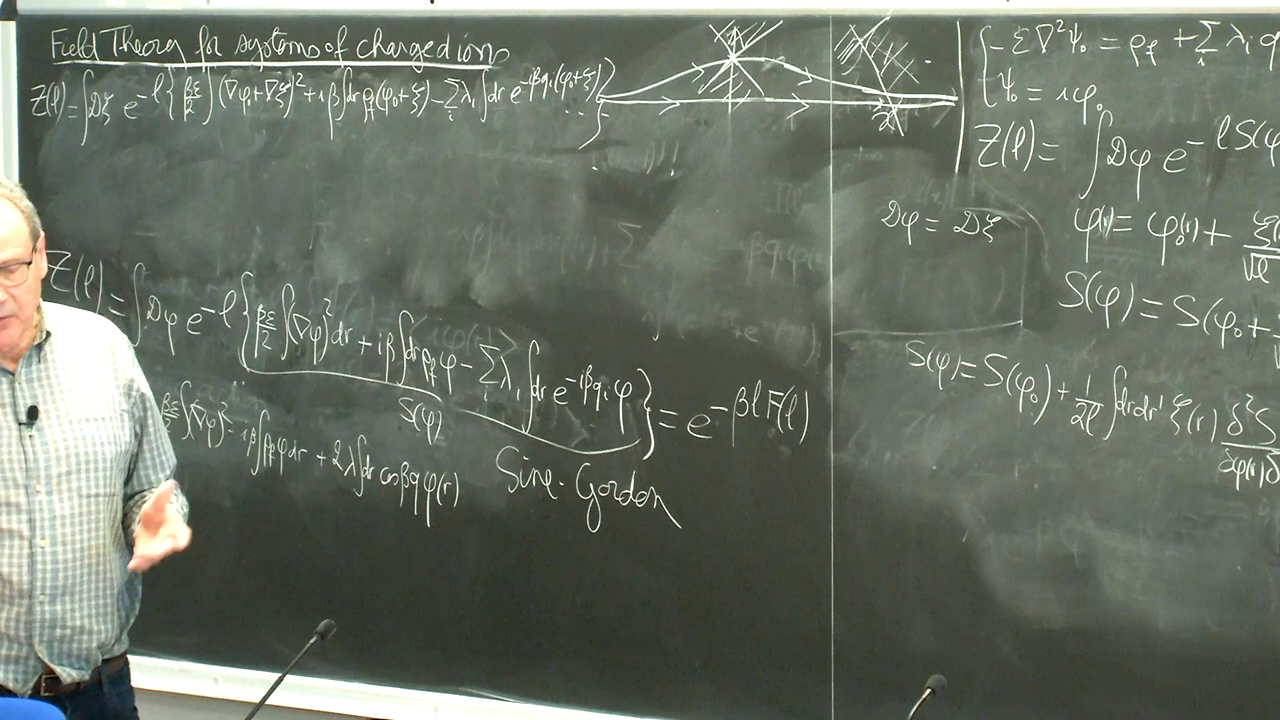 Field Theory for systems of charged ions
Z(ℓ) = ∫Dξ e^{-ℓ{ βε/2 ∫(∇φ₀+∇ξ)² + iβ∫dr ρ_f(φ₀+ξ) - Σ_i λ_i ∫dr e^{-iβq_i(φ₀+ξ)} }}
Z(ℓ) = ∫Dφ e^{-ℓ{ βε/2 ∫(∇φ)² dr + iβ∫dr ρ_f φ - Σ_i λ_i ∫dr e^{-iβq_i φ} }} = e^{-βℓF(ℓ)}
S(φ)
βε/2 ∫(∇φ)² - iβ∫ρ_f φ dr + 2λ∫dr cos βq φ(r)
Sine-Gordon
{ -ε∇²Ψ₀ = ρ_f + Σ_i λ_i q
Ψ₀ = iφ₀
Z(ℓ) = ∫Dφ e^{-ℓS(φ
Dφ = Dξ
φ(r) = φ₀(r) + ξ(/√ℓ
S(φ) = S(φ₀+
S(φ) = S(φ₀) + 1/2ℓ ∫drdr' ξ(r) δ²S/δφ(r)δ